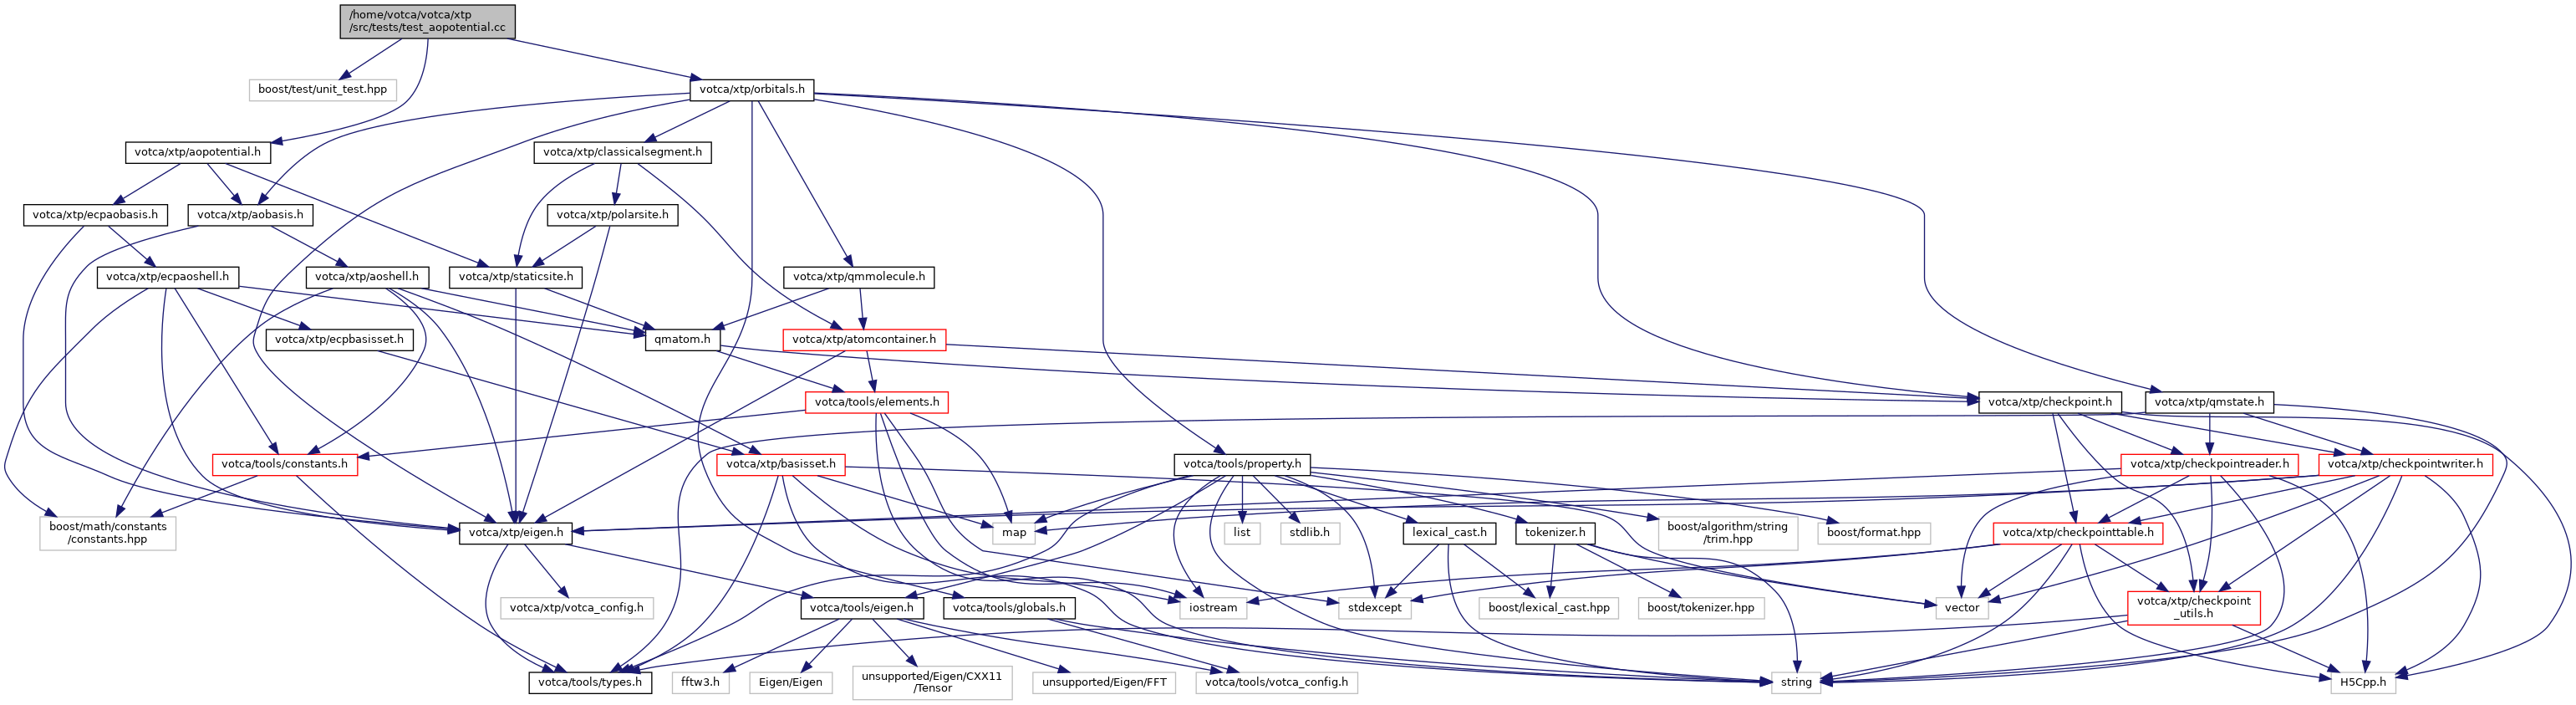 /home/votca/votca/xtp
/src/tests/test_aopotential.cc
boost/test/unit_test.hpp
votca/xtp/orbitals.h
votca/xtp/aopotential.h
votca/xtp/classicalsegment.h
votca/xtp/ecpaobasis.h
votca/xtp/aobasis.h
votca/xtp/polarsite.h
votca/xtp/ecpaoshell.h
votca/xtp/aoshell.h
votca/xtp/staticsite.h
votca/xtp/qmmolecule.h
votca/xtp/ecpbasisset.h
qmatom.h
votca/xtp/atomcontainer.h
votca/tools/elements.h
votca/xtp/checkpoint.h
votca/xtp/qmstate.h
votca/tools/constants.h
votca/xtp/basisset.h
votca/tools/property.h
votca/xtp/checkpointreader.h
votca/xtp/checkpointwriter.h
boost/math/constants
/constants.hpp
votca/xtp/eigen.h
map
list
stdlib.h
lexical_cast.h
tokenizer.h
boost/algorithm/string
/trim.hpp
boost/format.hpp
votca/xtp/checkpointtable.h
votca/xtp/votca_config.h
votca/tools/eigen.h
votca/tools/globals.h
iostream
stdexcept
boost/lexical_cast.hpp
boost/tokenizer.hpp
vector
votca/xtp/checkpoint
_utils.h
votca/tools/types.h
fftw3.h
Eigen/Eigen
unsupported/Eigen/CXX11
/Tensor
unsupported/Eigen/FFT
votca/tools/votca_config.h
string
H5Cpp.h